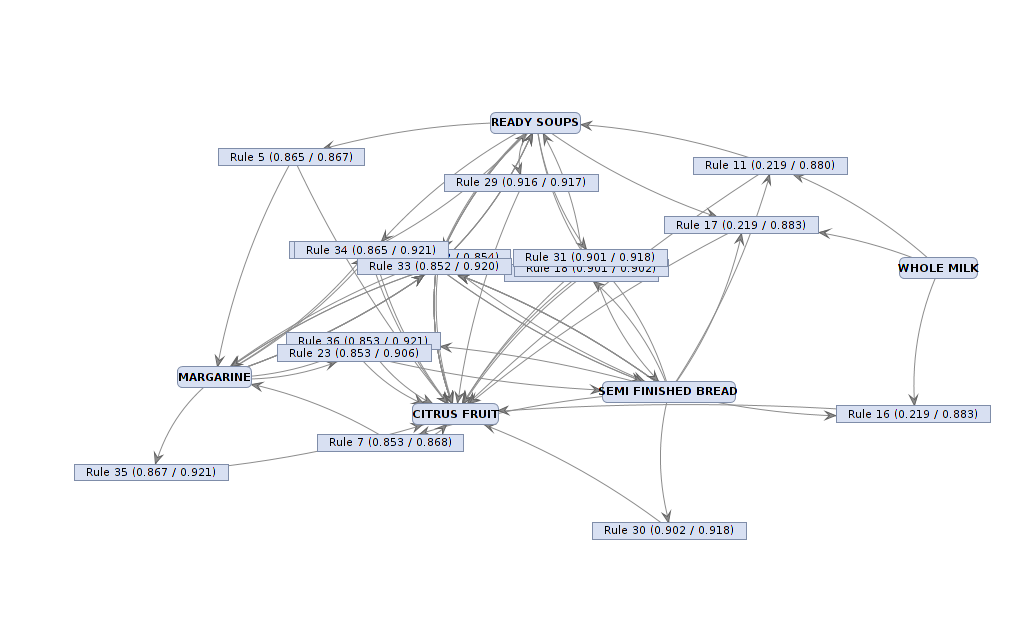 READY SOUPS
Rule 5 (0.865 / 0.867)
Rule 11 (0.219 / 0.880)
Rule 29 (0.916 / 0.917)
Rule 17 (0.219 / 0.883)
Rule 34 (0.865 / 0.921)
0.854)
Rule 31 (0.901 / 0.918)
Rule 33 (0.852 / 0.920)
Rule 18 (0.901 / 0.902)
WHOLE MILK
Rule 36 (0.853 / 0.921)
Rule 23 (0.853 / 0.906)
MARGARINE
SEMI FINISHED BREAD
CITRUS FRUIT
Rule 16 (0.219 / 0.883)
Rule 7 (0.853 / 0.868)
Rule 35 (0.867 / 0.921)
Rule 30 (0.902 / 0.918)